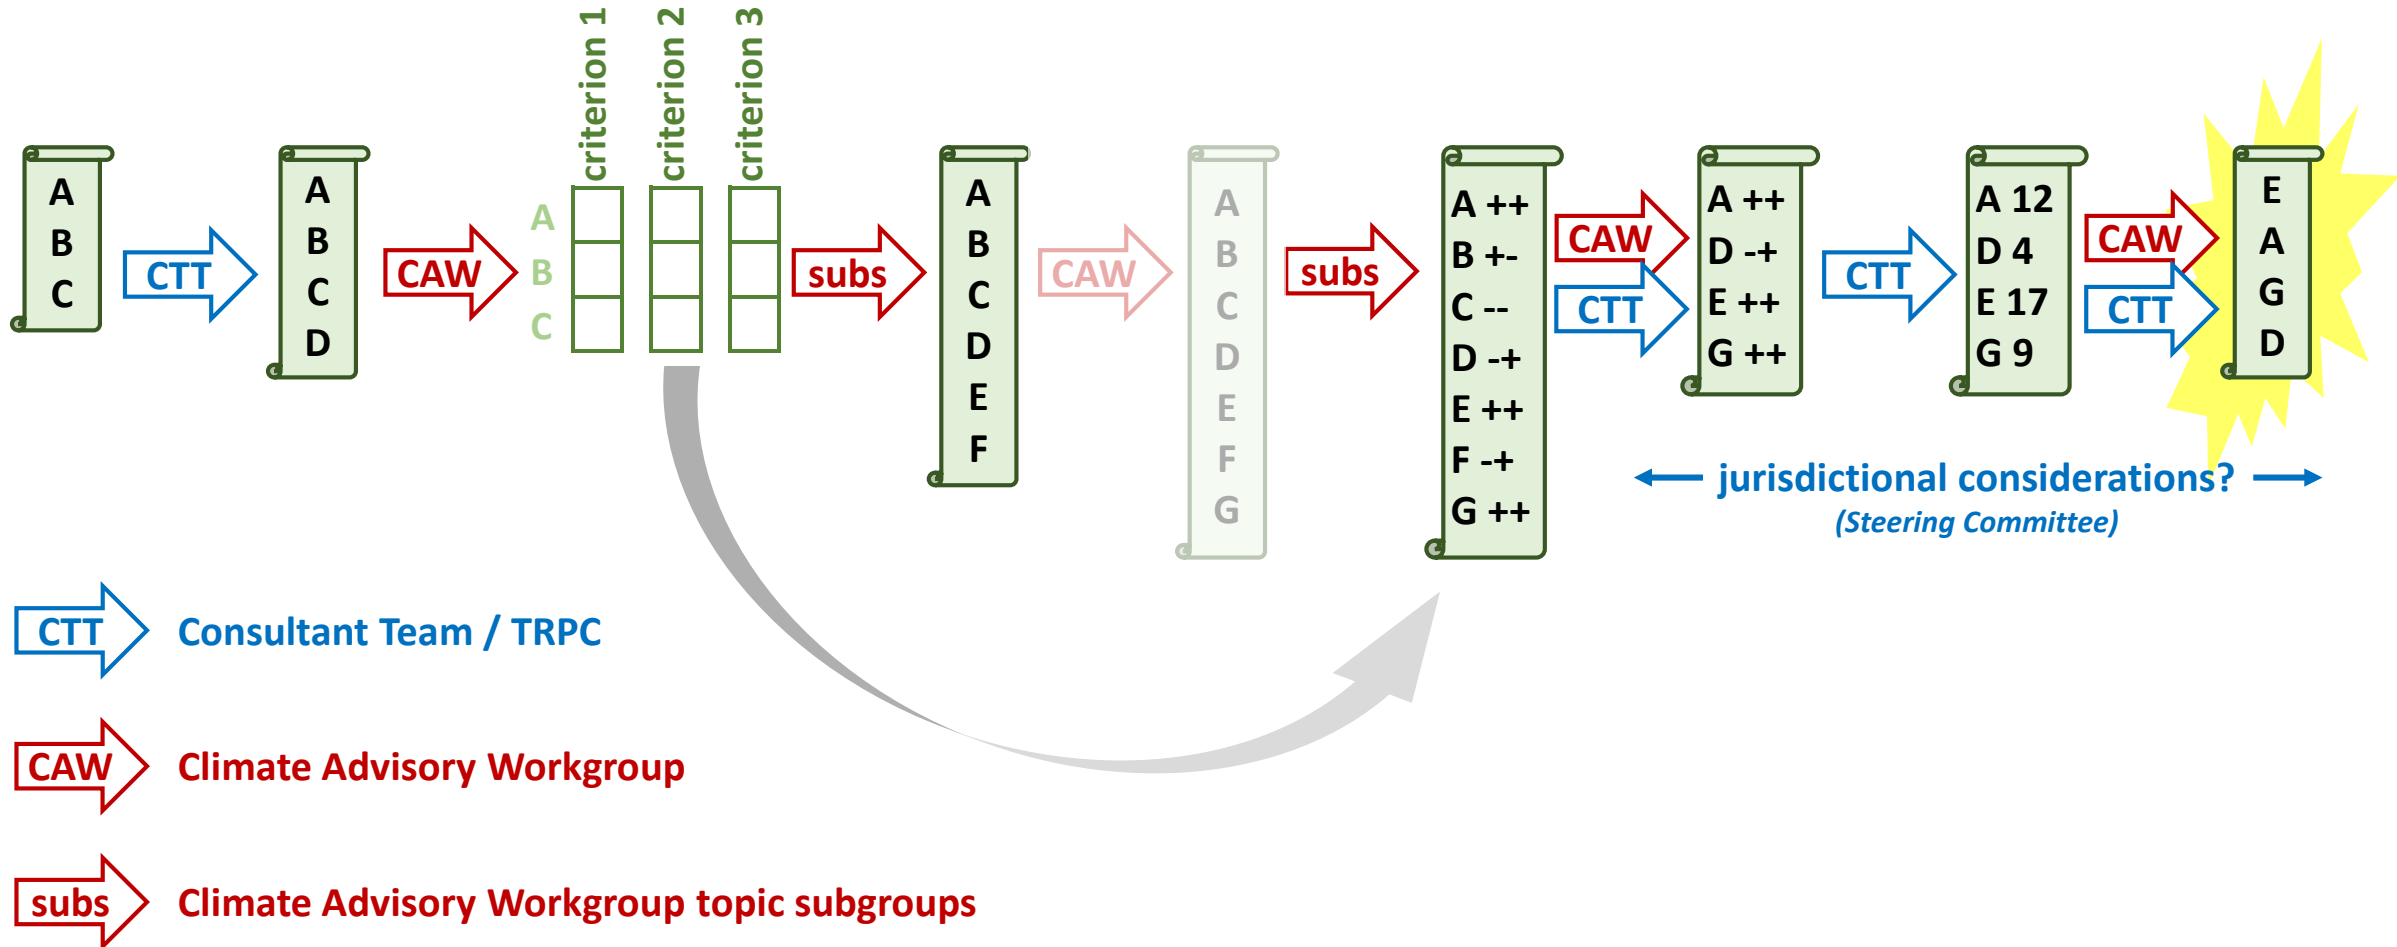 A
B
C
CTT
A
B
C
D
CAW
criterion 1
criterion 2
criterion 3
A
B
C
subs
A
B
C
D
E
F
CAW
A
B
C
D
E
F
G
subs
A ++
B +-
C --
D -+
E ++
F -+
G ++
CAW
CTT
A ++
D -+
E ++
G ++
CTT
A 12
D 4
E 17
G 9
CAW
CTT
E
A
G
D
jurisdictional considerations?
(Steering Committee)
CTT Consultant Team / TRPC
CAW Climate Advisory Workgroup
subs Climate Advisory Workgroup topic subgroups